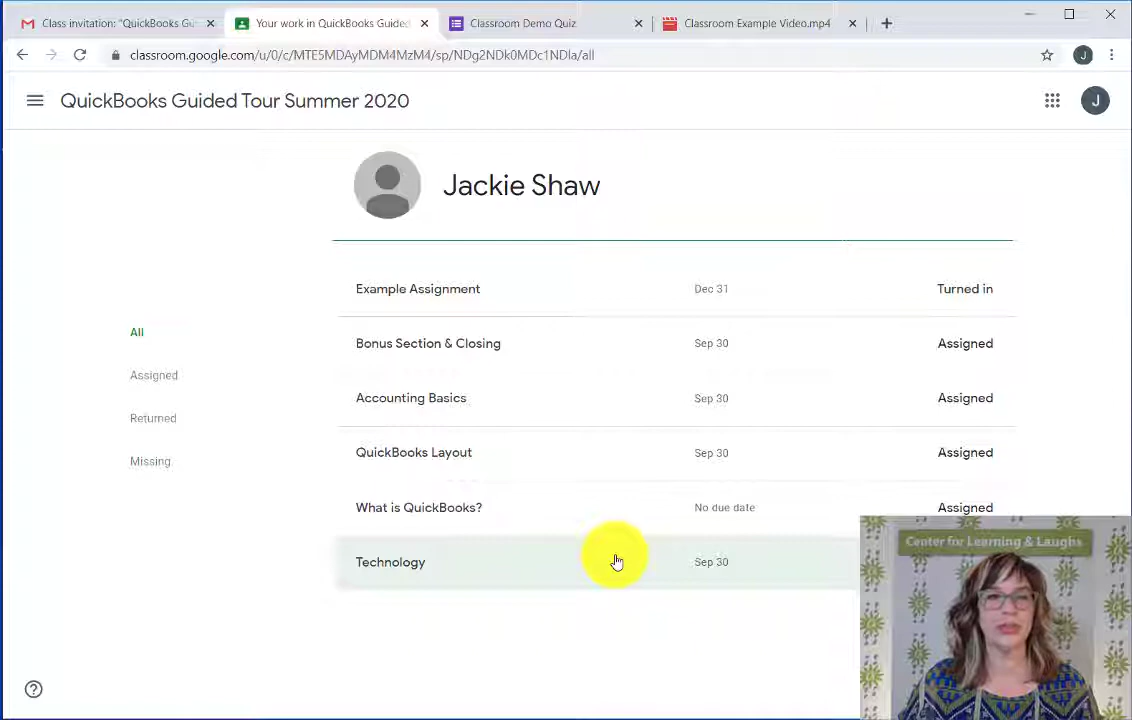 Class invitation: "QuickBooks Gu
Your work in QuickBooks Guided
Classroom Demo Quiz
Classroom Example Video.mp4
classroom.google.com/u/0/c/MTE5MDAyMDM4MzM4/sp/NDg2NDk0MDc1NDla/all
J
QuickBooks Guided Tour Summer 2020
J
Jackie Shaw
Example Assignment Dec 31 Turned in
All
Bonus Section & Closing Sep 30 Assigned
Assigned
Accounting Basics Sep 30 Assigned
Returned
QuickBooks Layout Sep 30 Assigned
Missing
What is QuickBooks? No due date Assigned
Technology Sep 30
Center for Learning & Laughs